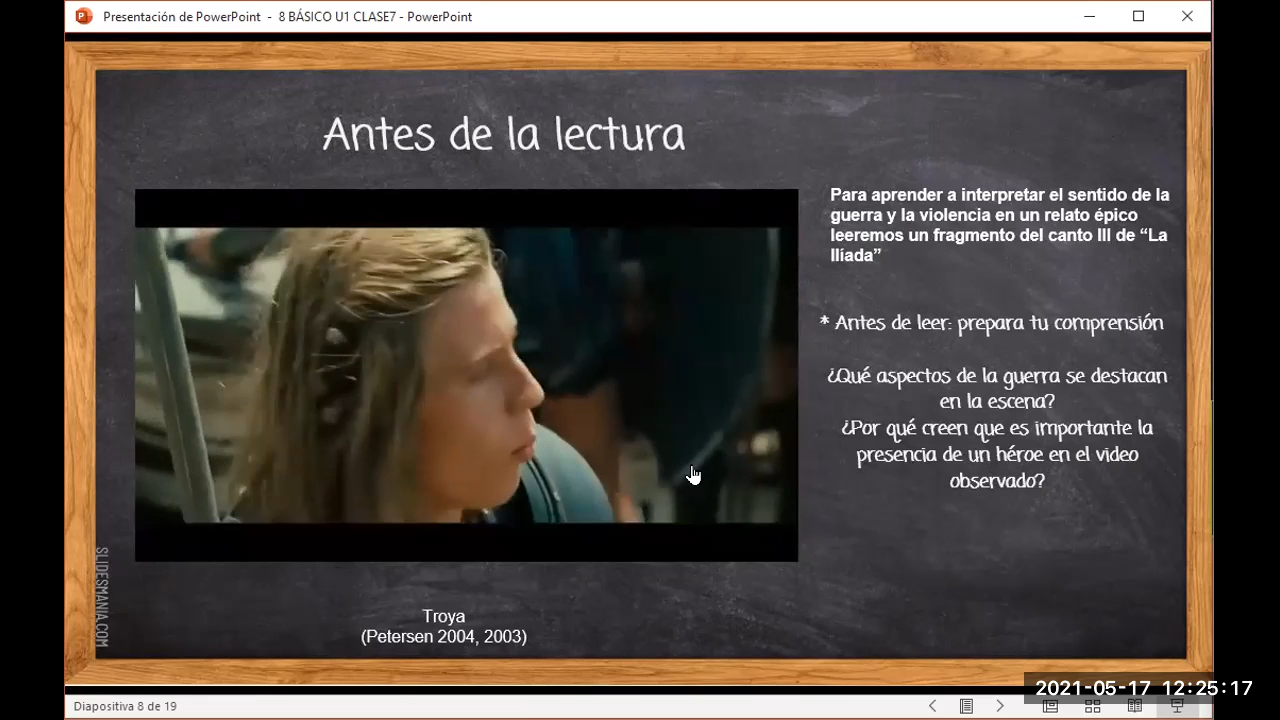 Presentación de PowerPoint - 8 BÁSICO U1 CLASE7 - PowerPoint
Antes de la lectura
Para aprender a interpretar el sentido de la
guerra y la violencia en un relato épico
leeremos un fragmento del canto III de “La
Ilíada”
* Antes de leer: prepara tu comprensión
¿Qué aspectos de la guerra se destacan
en la escena?
¿Por qué creen que es importante la
presencia de un héroe en el video
observado?
SLIDESMANIA.COM
Troya
(Petersen 2004, 2003)
2021-05-17 12:25:17
Diapositiva 8 de 19